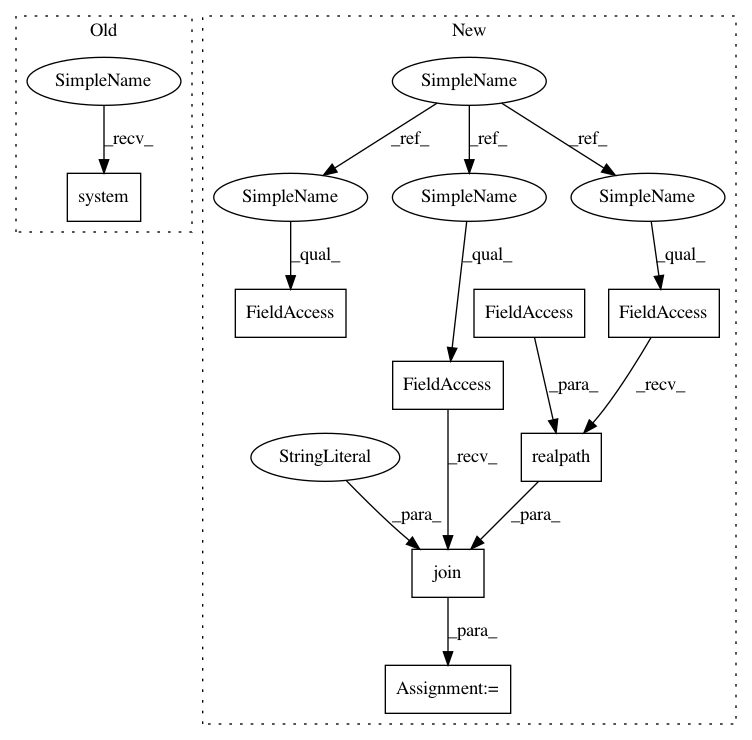 Old
New
SimpleName
SimpleName
_recv_
_ref_
_ref_
_ref_
system
SimpleName
SimpleName
SimpleName
_qual_
_qual_
_qual_
FieldAccess
FieldAccess
FieldAccess
FieldAccess
_para_
_recv_
StringLiteral
_recv_
realpath
_para_
_para_
join
_para_
Assignment:=